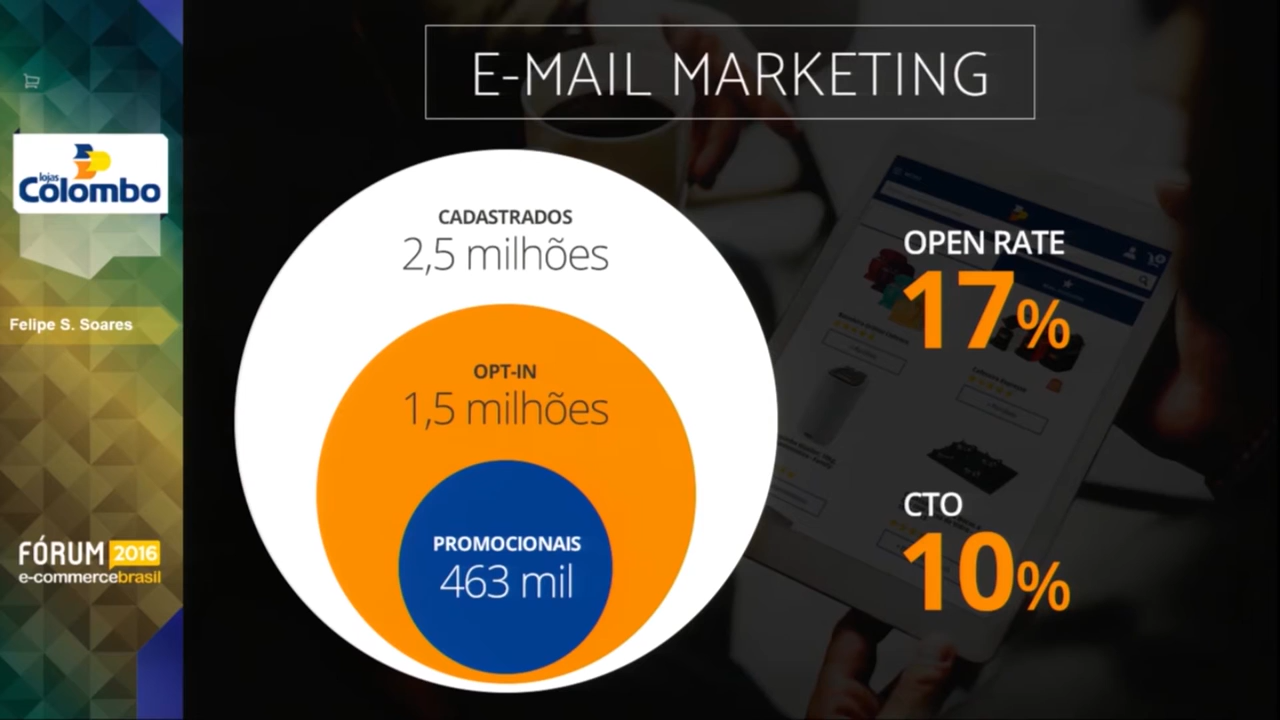 E-MAIL MARKETING
lojas
Colombo
CADASTRADOS
2,5 milhões
OPEN RATE
17%
Felipe S. Soares
OPT-IN
1,5 milhões
CTO
10%
PROMOCIONAIS
463 mil
FÓRUM 2016
e-commercebrasil